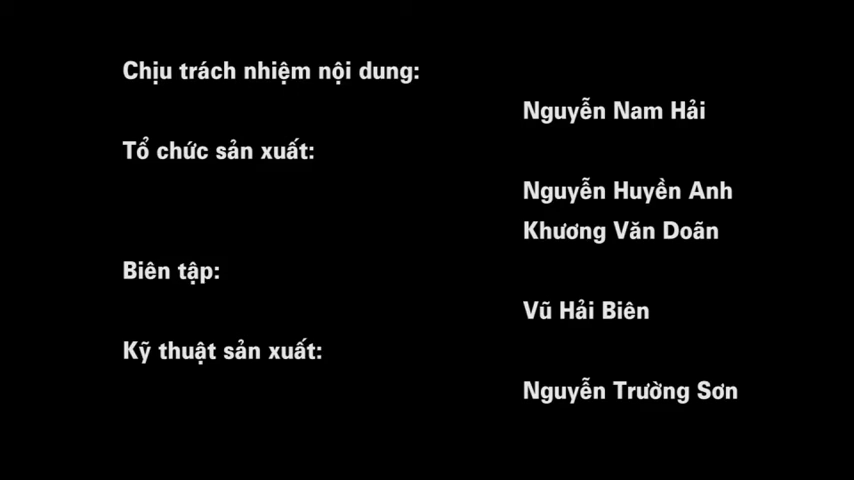 Chịu trách nhiệm nội dung:
Nguyễn Nam Hải
Tổ chức sản xuất:
Nguyễn Huyền Anh
Khương Văn Doãn
Biên tập:
Vũ Hải Biên
Kỹ thuật sản xuất:
Nguyễn Trường Sơn